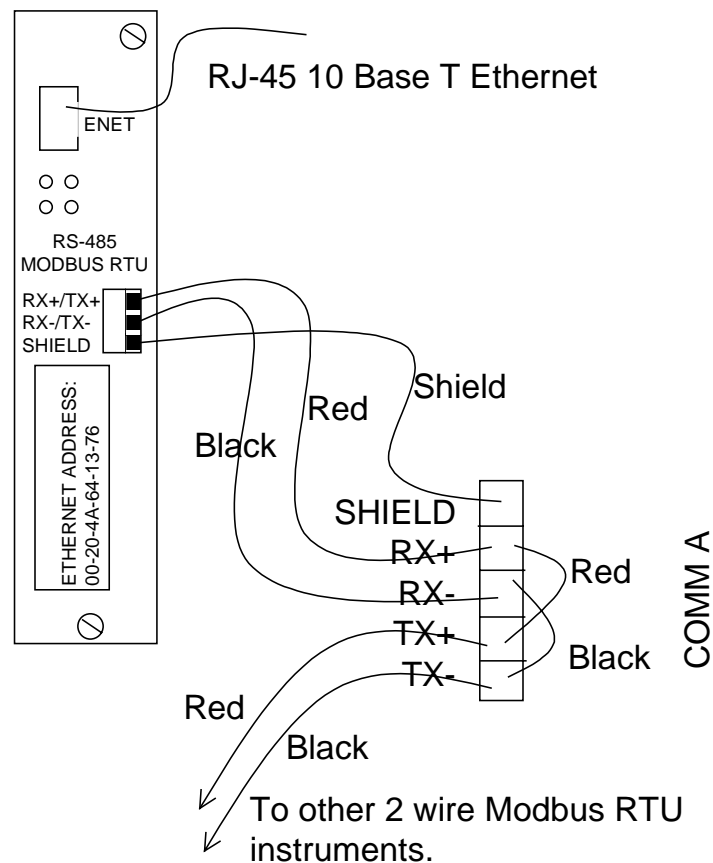 RJ-45 10 Base T Ethernet
ENET
RS-485
MODBUS RTU
RX+/TX+
RX-/TX-
SHIELD
ETHERNET ADDRESS:
00-20-4A-64-13-76
Shield
Red
Black
SHIELD
RX+
RX-
TX+
TX-
Red
Black
COMM A
Red
Black
To other 2 wire Modbus RTU
instruments.